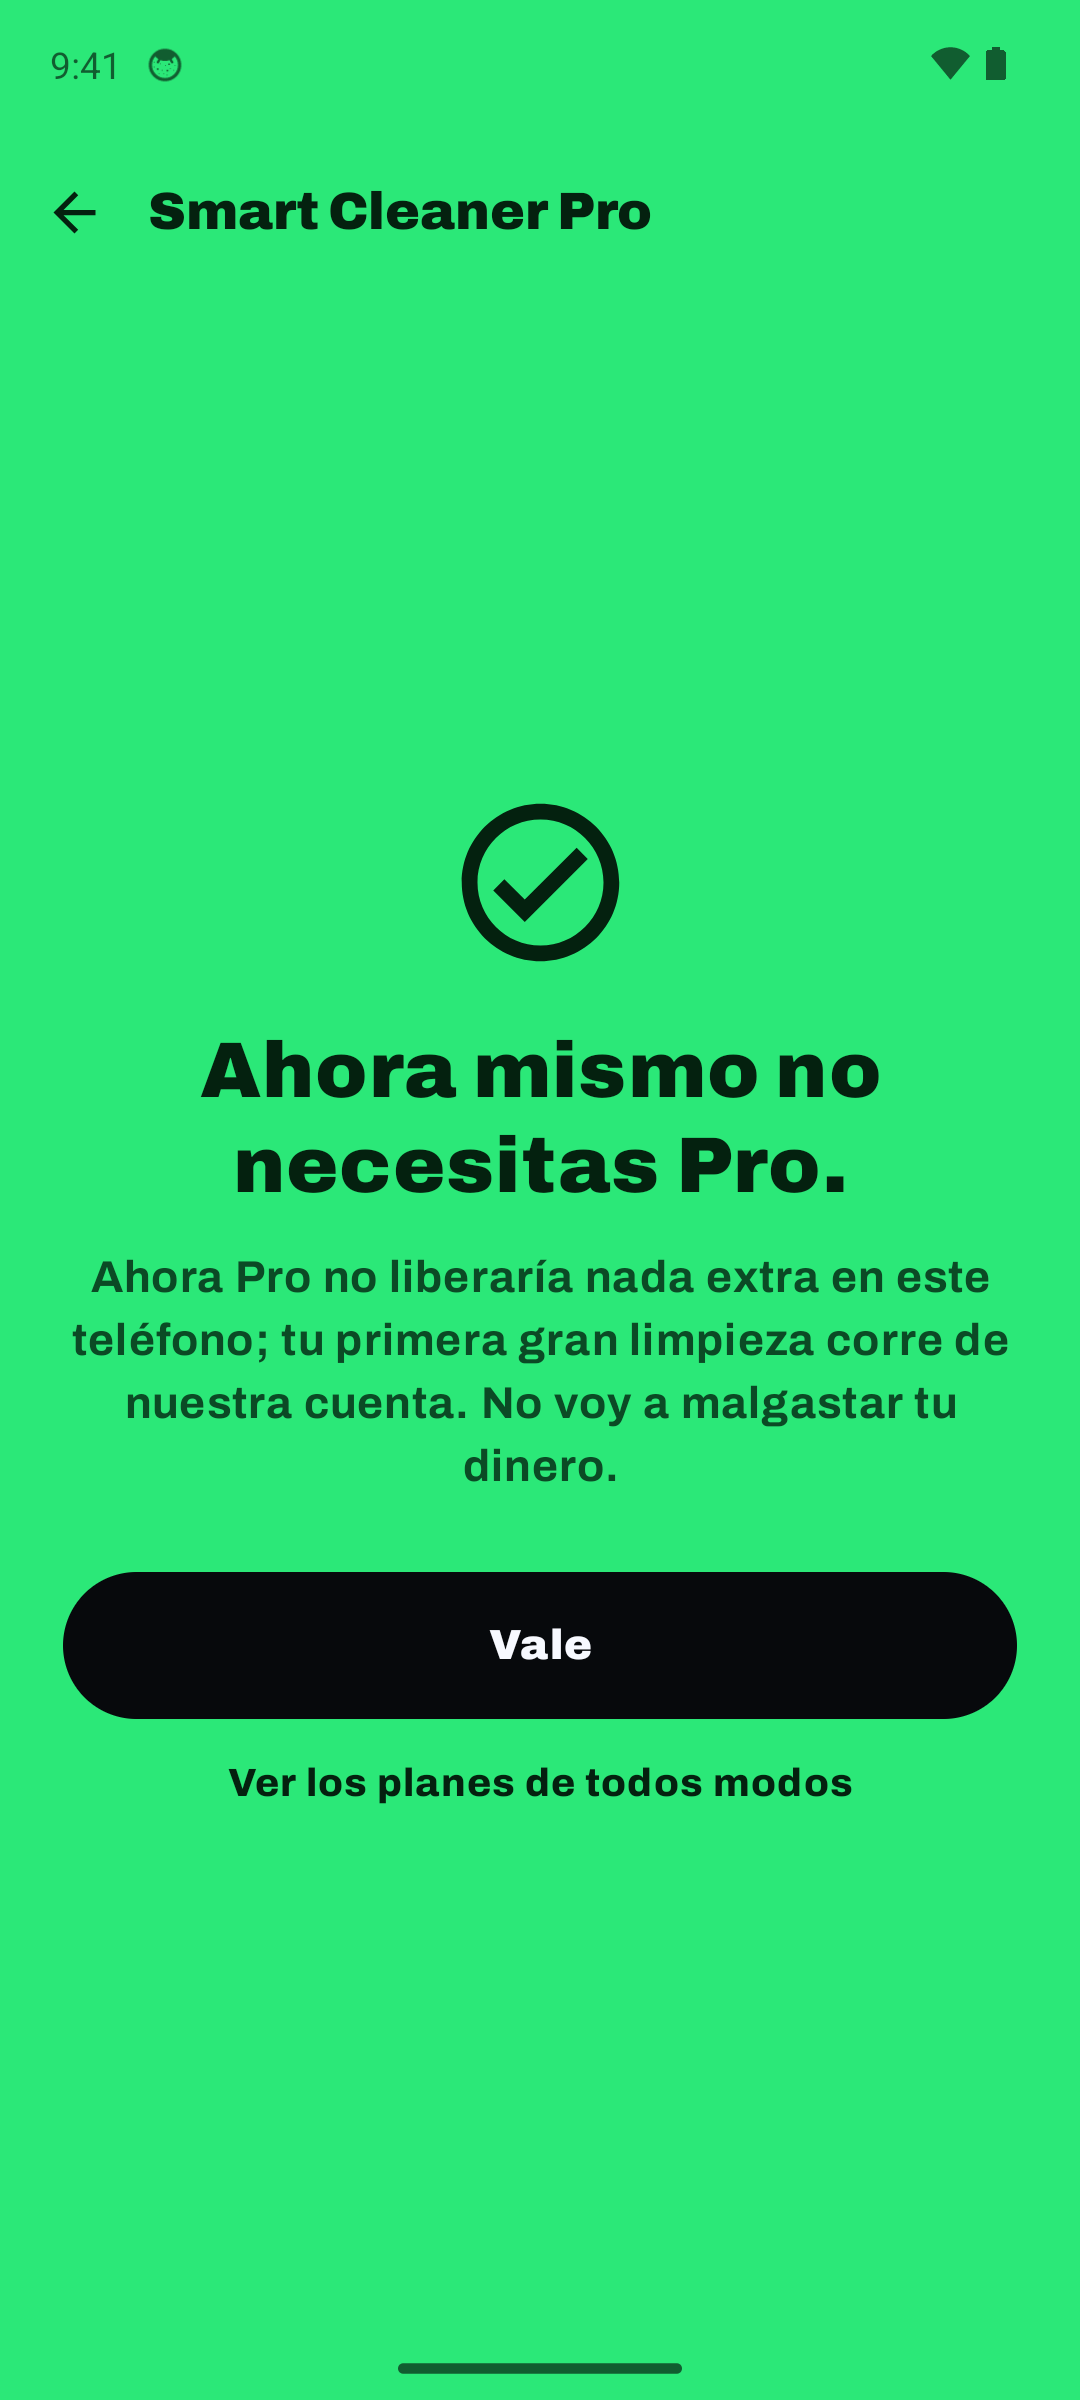 9:41
Smart Cleaner Pro
Ahora mismo no
necesitas Pro.
Ahora Pro no liberaría nada extra en este
teléfono; tu primera gran limpieza corre de
nuestra cuenta. No voy a malgastar tu
dinero.
Vale
Ver los planes de todos modos